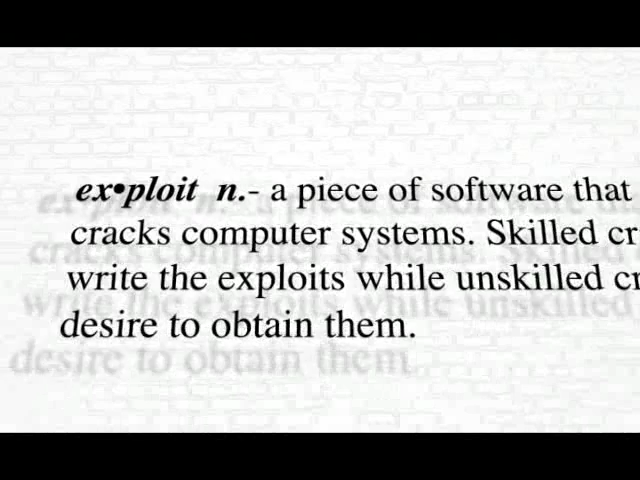 ex•ploit n.- a piece of software that
cracks computer systems. Skilled cr
write the exploits while unskilled cr
desire to obtain them.